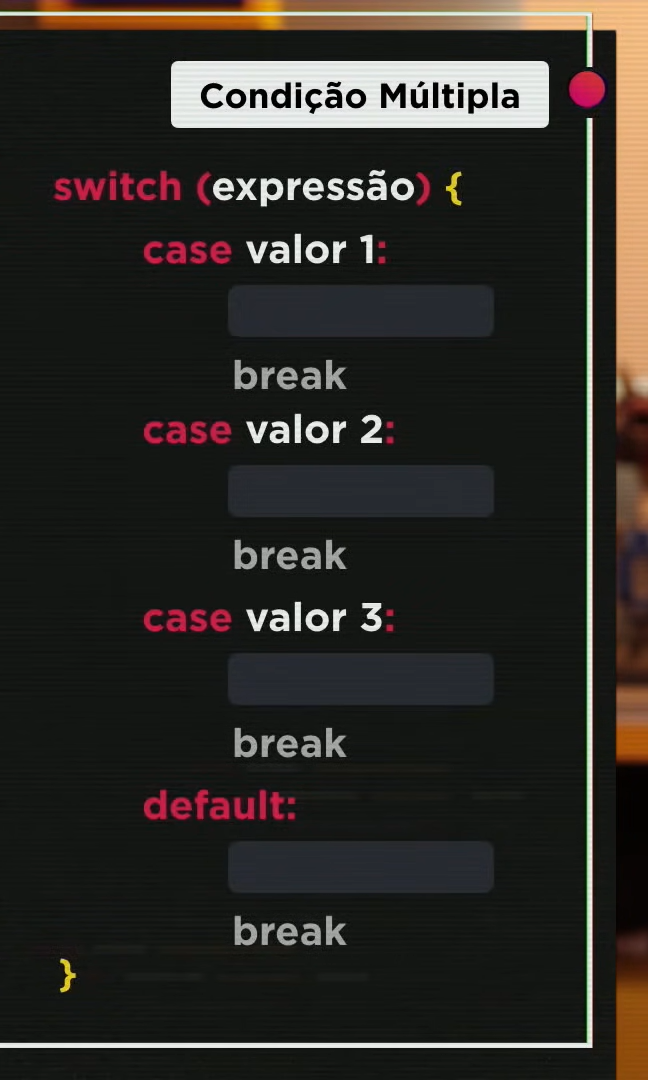 Condição Múltipla
switch (expressão) {
case valor 1:
break
case valor 2:
break
case valor 3:
break
default:
break
}